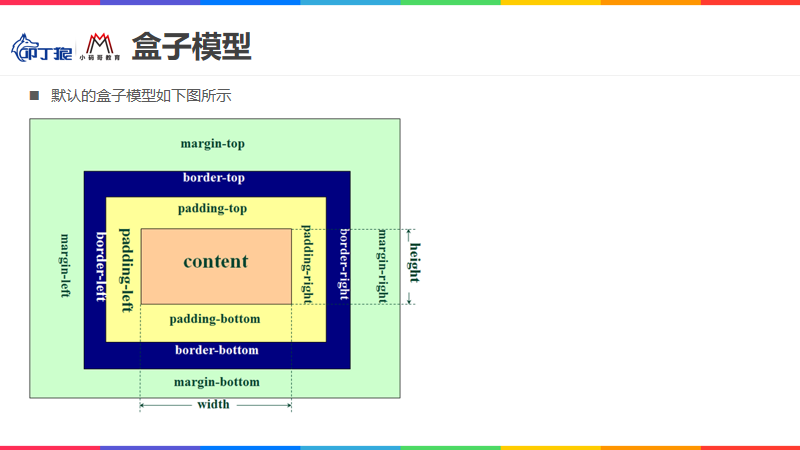 叩丁狼
小码哥教育
盒子模型
默认的盒子模型如下图所示
margin-top
border-top
padding-top
margin-left
border-left
padding-left
content
padding-right
border-right
margin-right
height
padding-bottom
border-bottom
margin-bottom
width